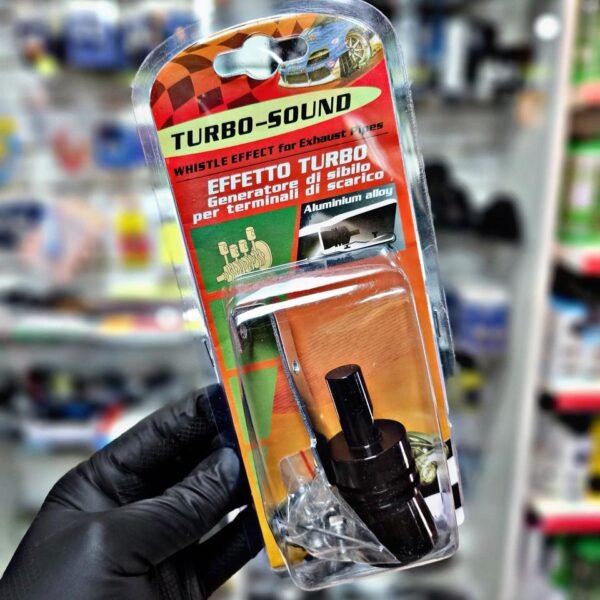 TURBO-SOUND
WHISTLE EFFECT for Exhaust Pipes
EFFETTO TURBO
Generatore di sibilo
per terminali di scarico
Aluminium alloy